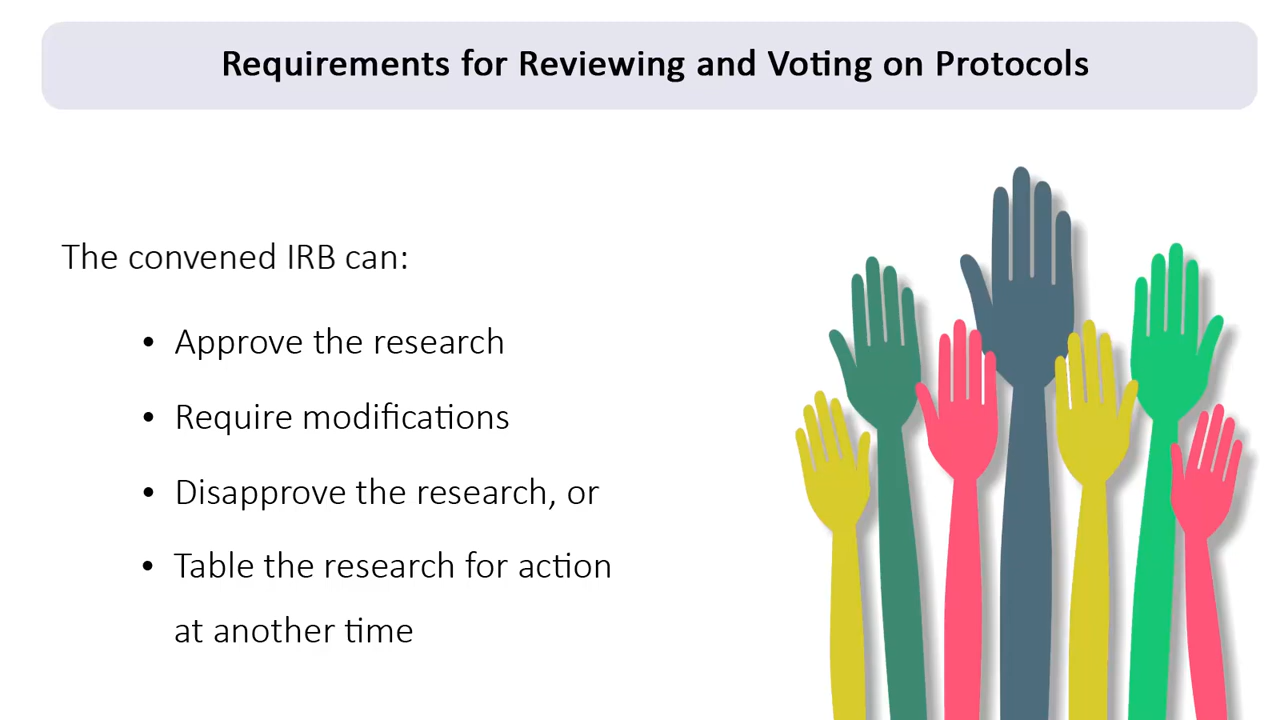 Requirements for Reviewing and Voting on Protocols
The convened IRB can:
• Approve the research
• Require modifications
• Disapprove the research, or
• Table the research for action
at another time